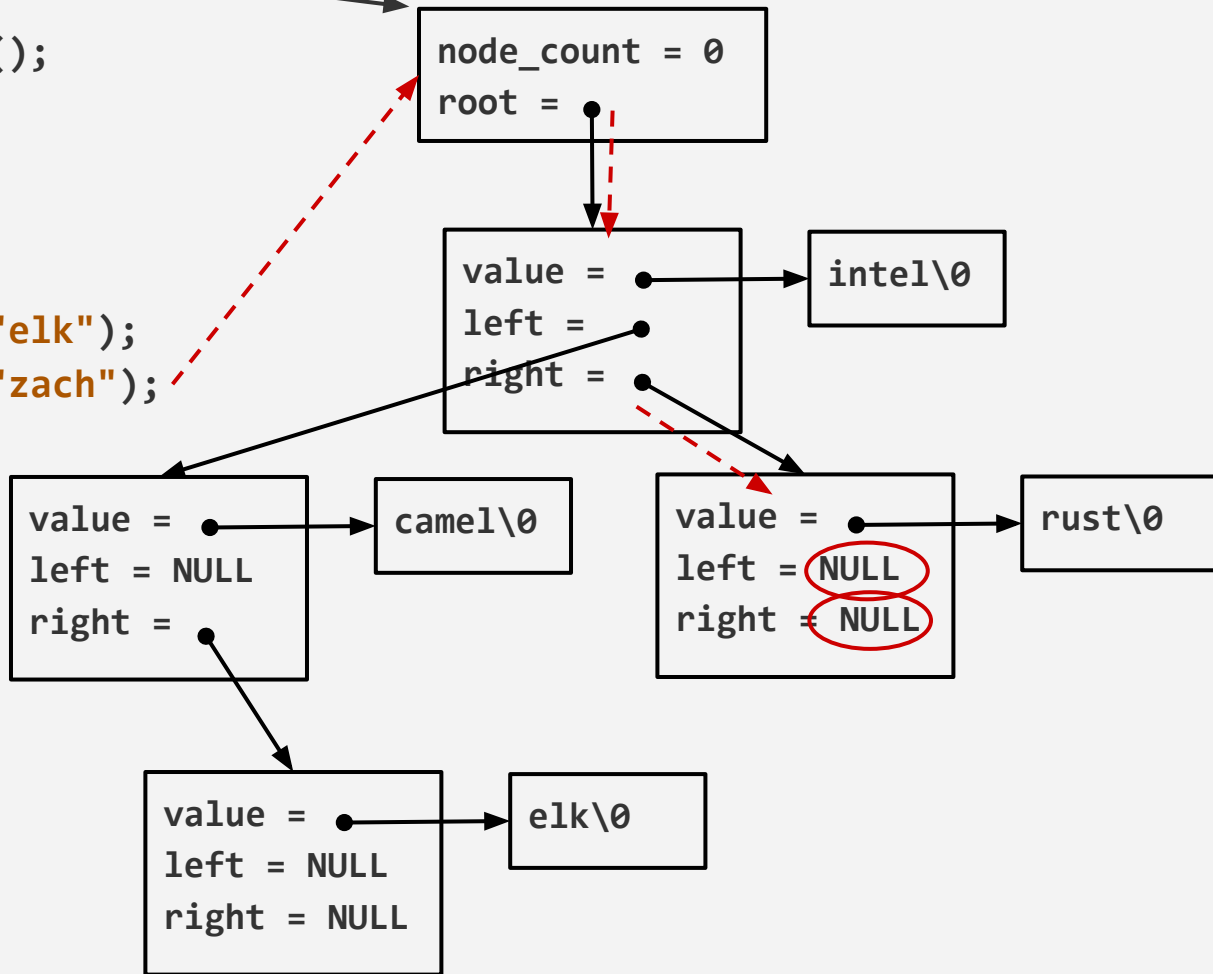 ();
"elk");
"zach");
node_count = 0
root =
value =
left =
right =
intel\0
value =
left = NULL
right =
camel\0
value =
left = NULL
right = NULL
rust\0
value =
left = NULL
right = NULL
elk\0